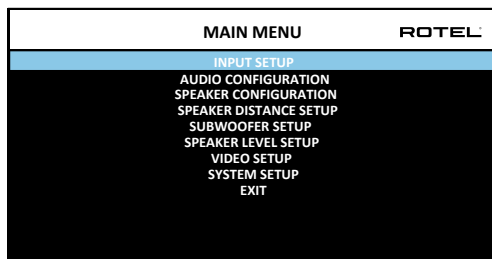 MAIN MENU ROTEL
INPUT SETUP
AUDIO CONFIGURATION
SPEAKER CONFIGURATION
SPEAKER DISTANCE SETUP
SUBWOOFER SETUP
SPEAKER LEVEL SETUP
VIDEO SETUP
SYSTEM SETUP
EXIT